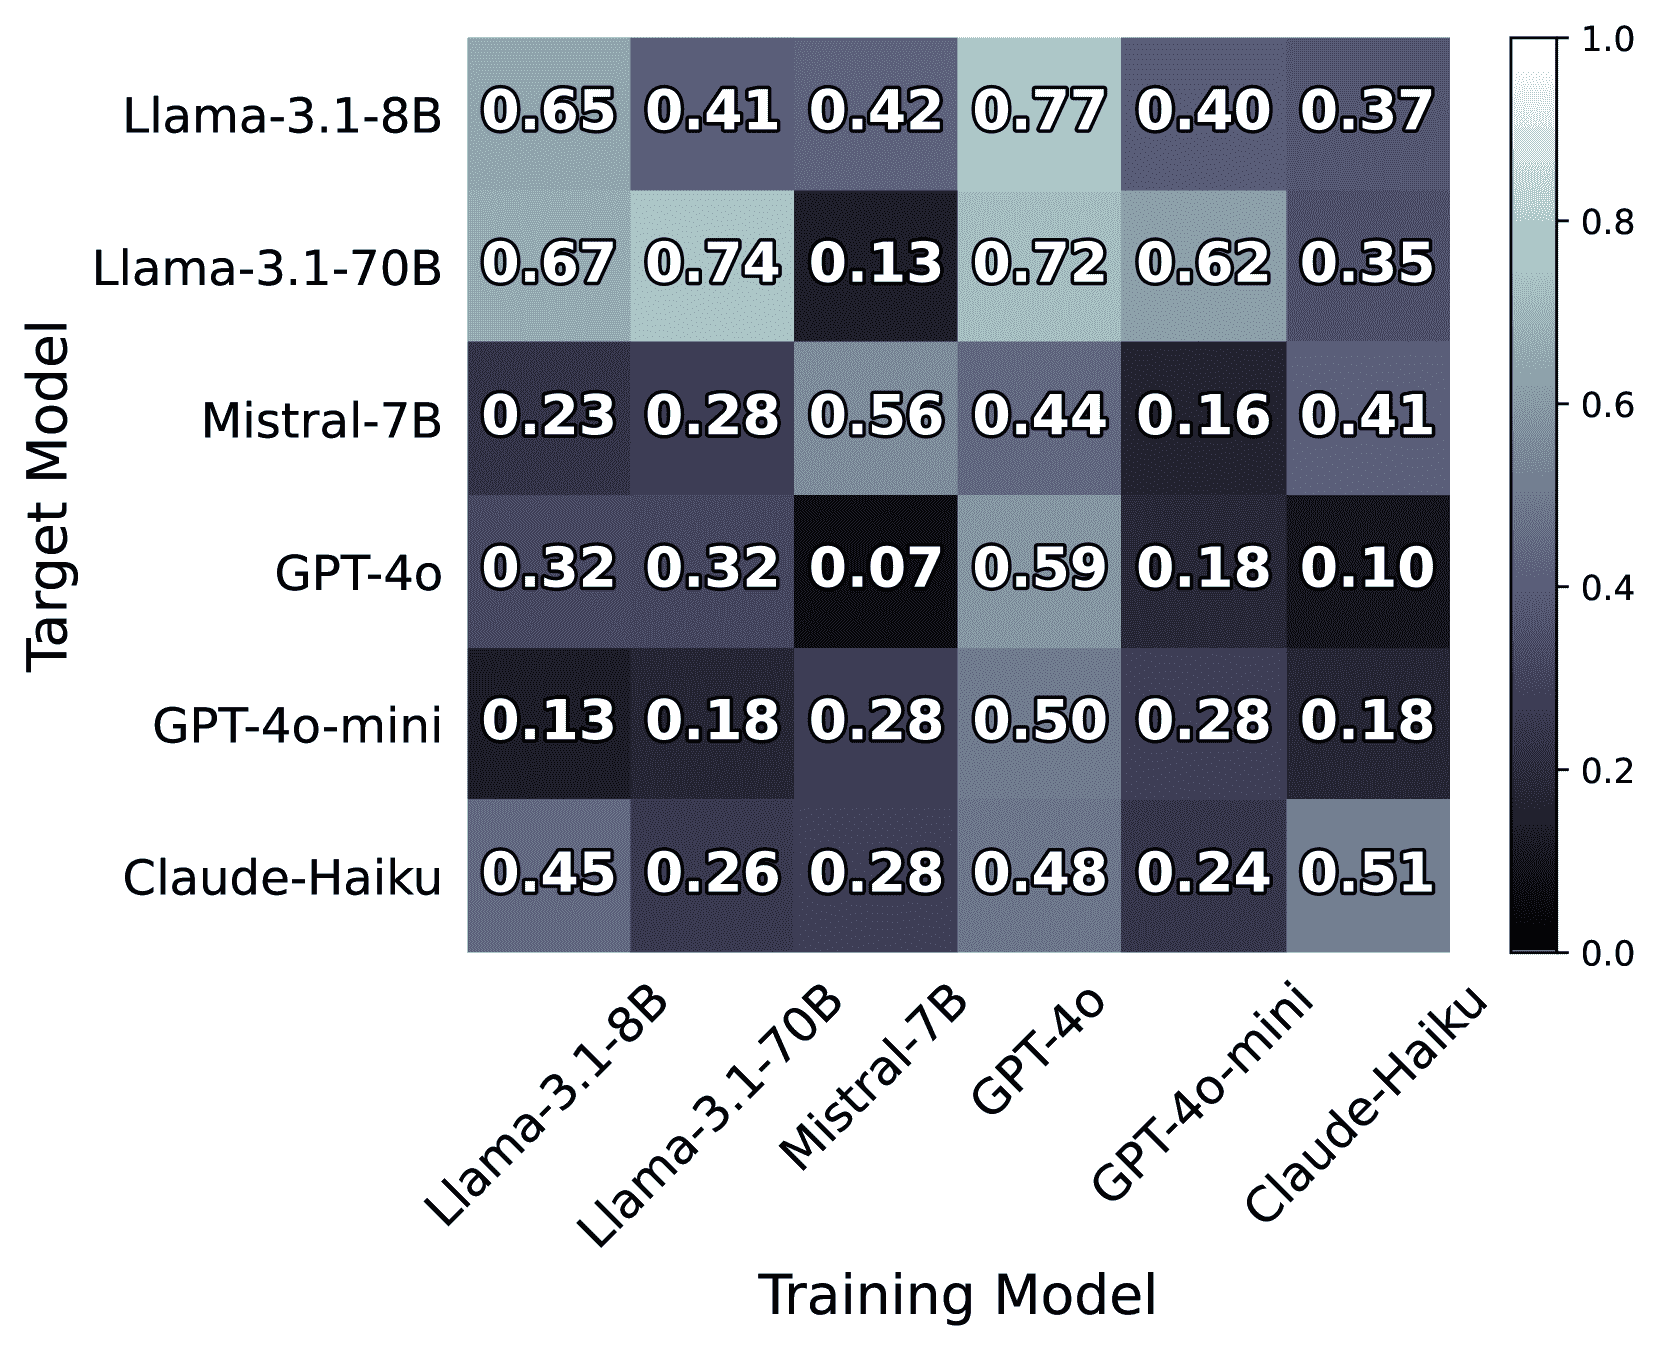 Llama-3.1-8B 0.65 0.41 0.42 0.77 0.40 0.37
Llama-3.1-70B 0.67 0.74 0.13 0.72 0.62 0.35
Mistral-7B 0.23 0.28 0.56 0.44 0.16 0.41
GPT-4o 0.32 0.32 0.07 0.59 0.18 0.10
GPT-4o-mini 0.13 0.18 0.28 0.50 0.28 0.18
Claude-Haiku 0.45 0.26 0.28 0.48 0.24 0.51
Target Model
Llama-3.1-8B
Llama-3.1-70B
Mistral-7B
GPT-4o
GPT-4o-mini
Claude-Haiku
Training Model
1.0
0.8
0.6
0.4
0.2
0.0